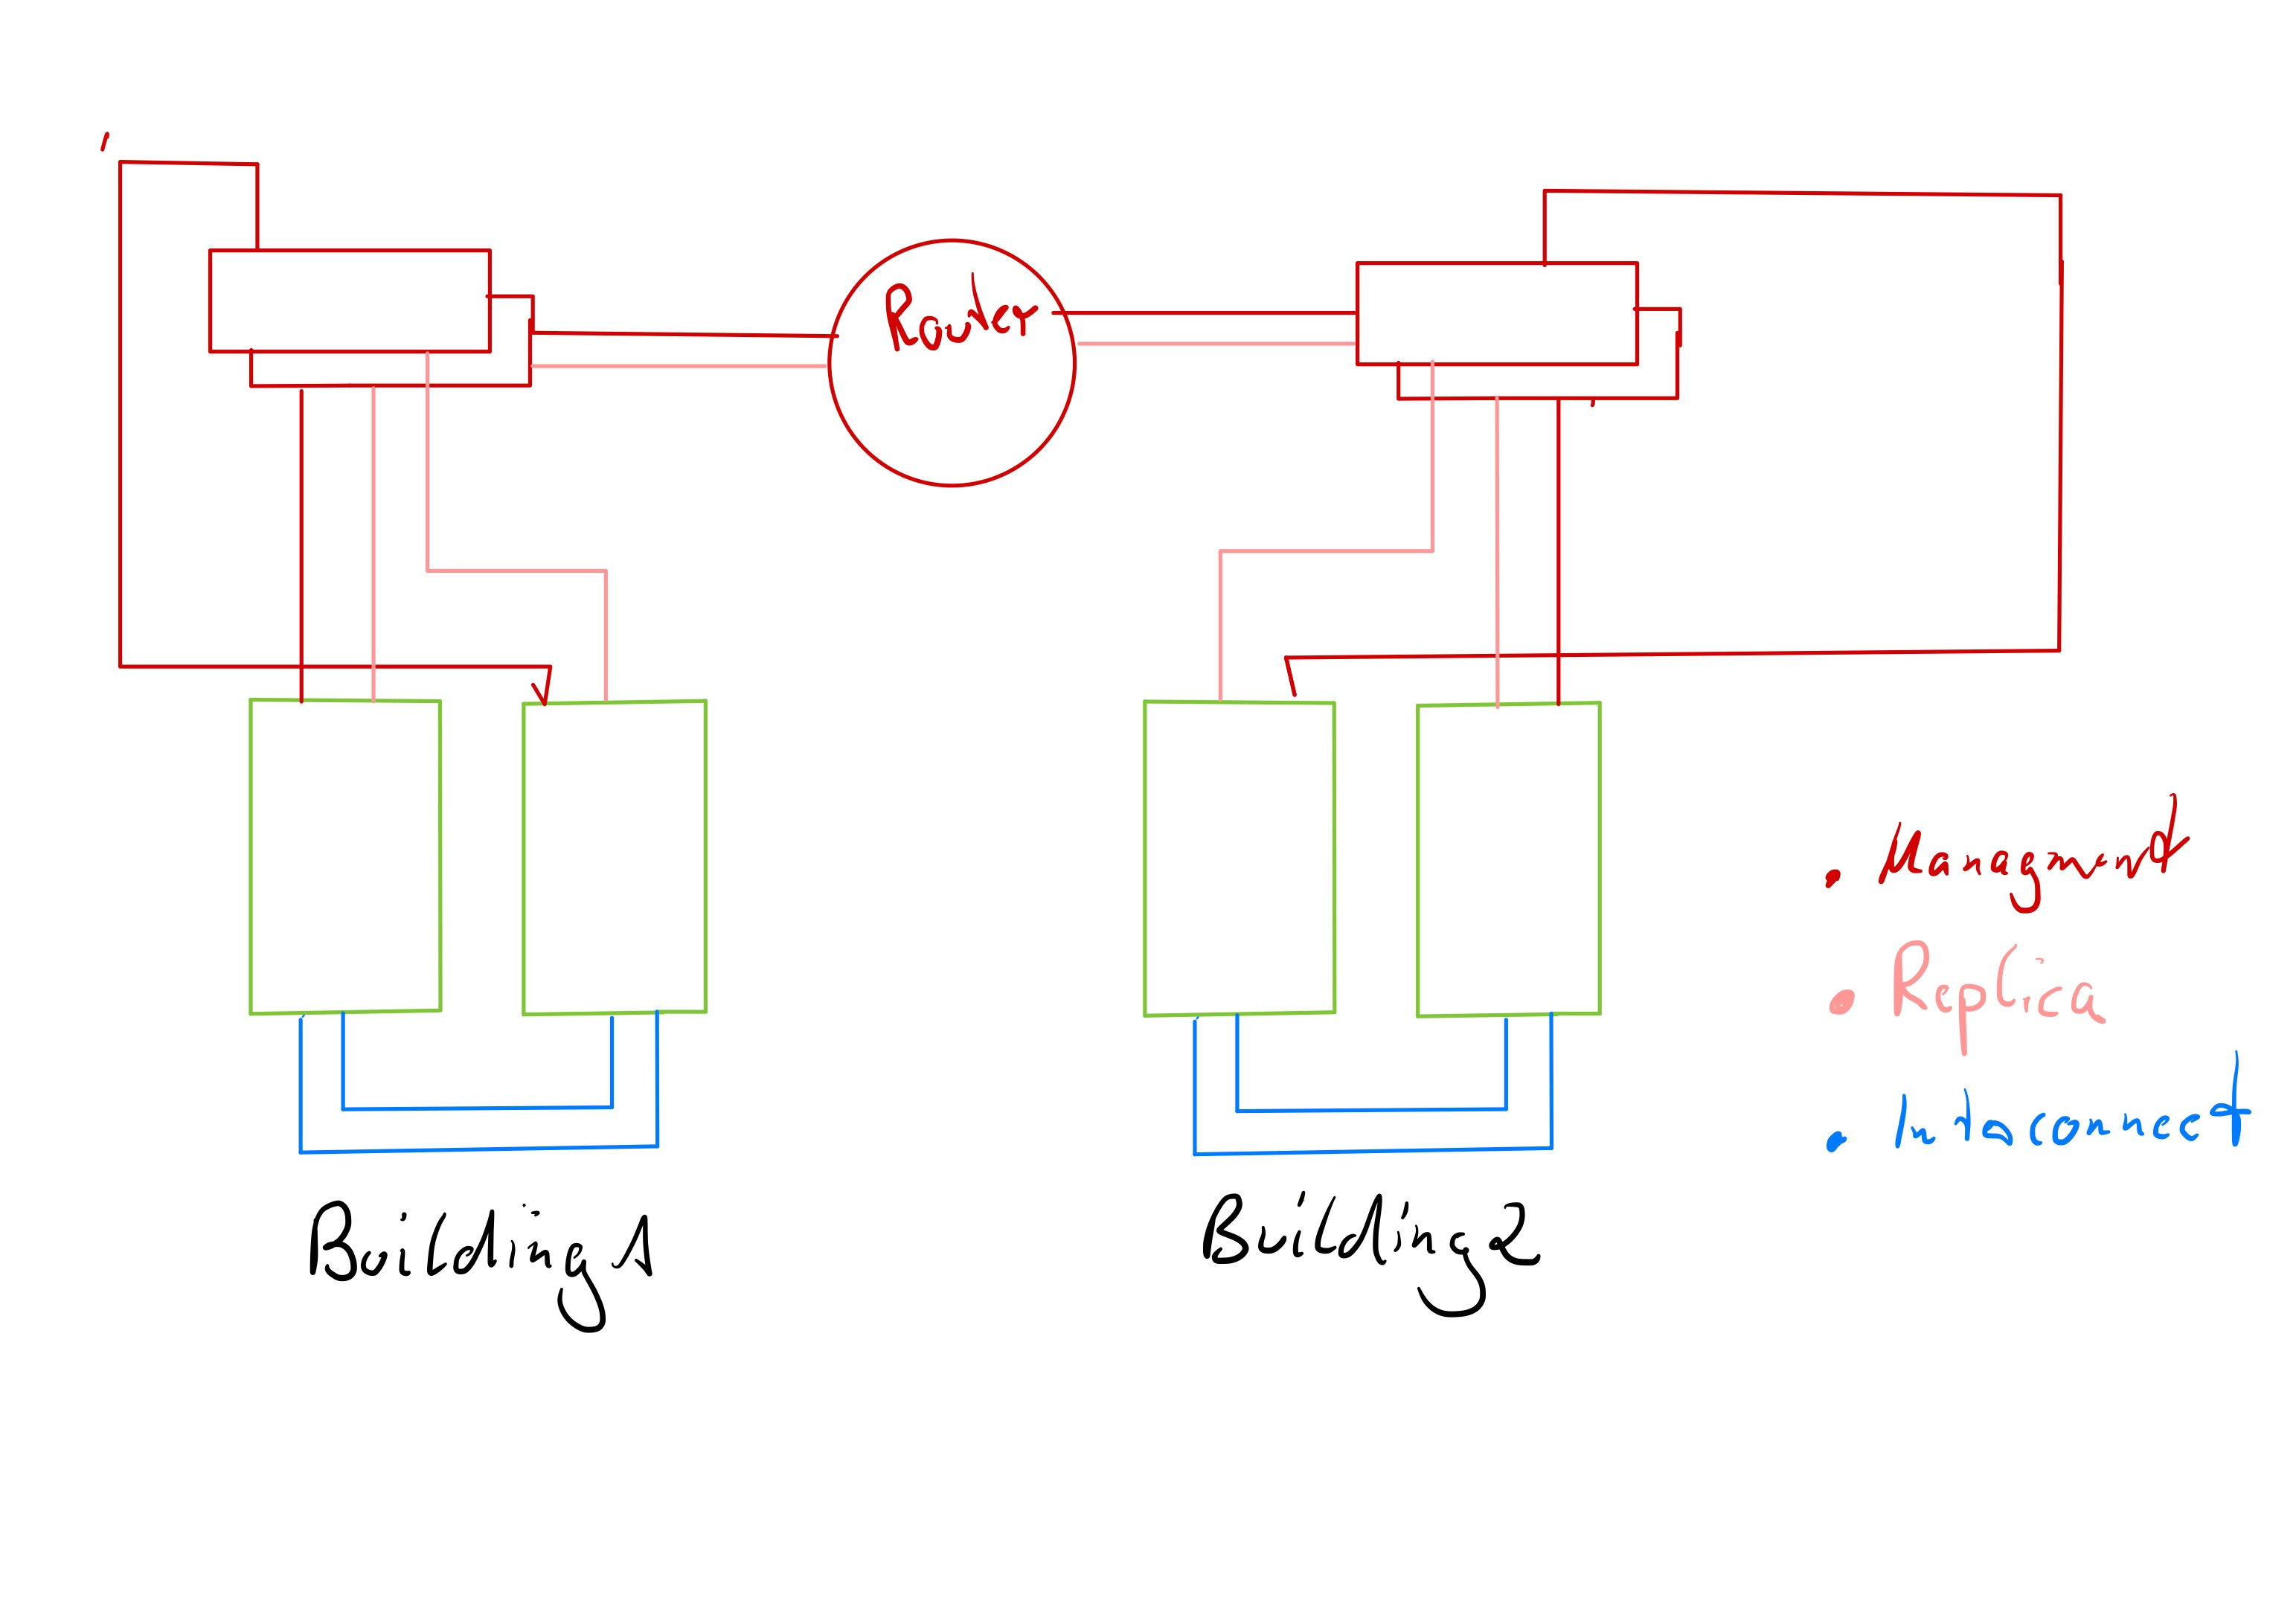 Router
• Managment
• Replica
• Interconnect
Building 1
Building 2